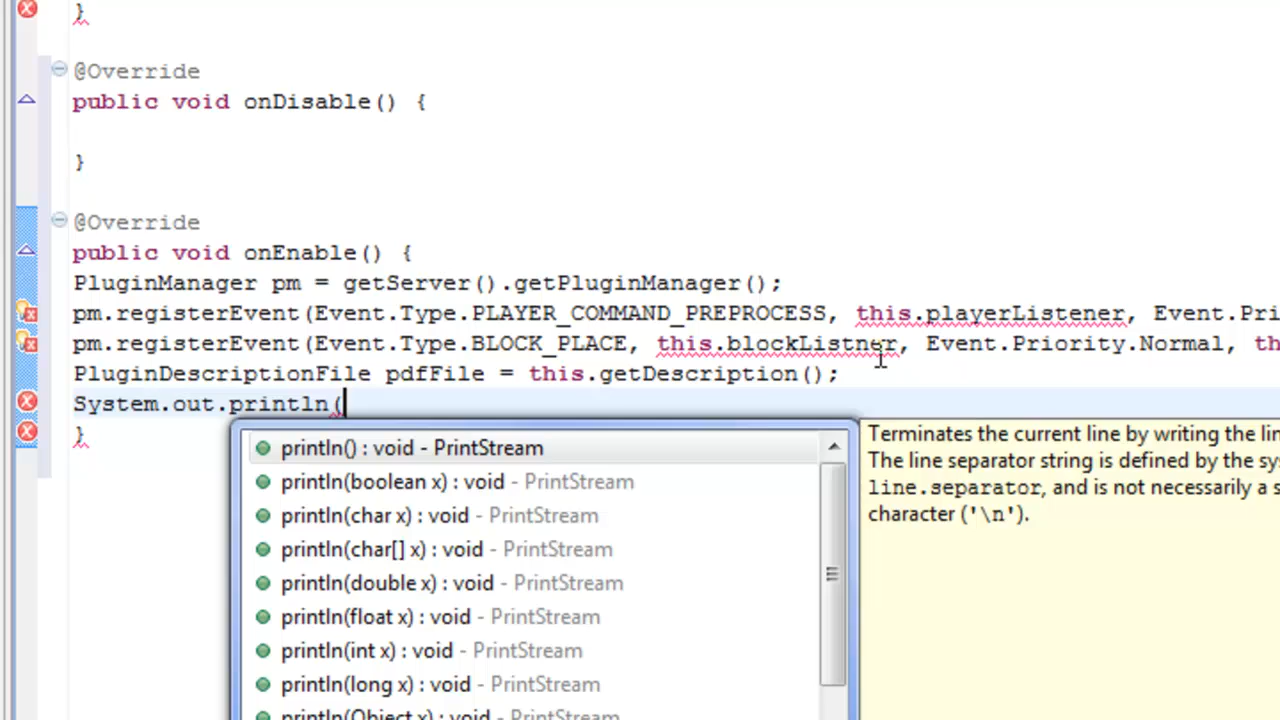 }
@Override
public void onDisable() {
}
@Override
public void onEnable() {
PluginManager pm = getServer().getPluginManager();
pm.registerEvent(Event.Type.PLAYER_COMMAND_PREPROCESS, this.playerListener, Event.Pri
pm.registerEvent(Event.Type.BLOCK_PLACE, this.blockListner, Event.Priority.Normal, th
PluginDescriptionFile pdfFile = this.getDescription();
System.out.println(
}
println() : void - PrintStream
println(boolean x) : void - PrintStream
println(char x) : void - PrintStream
println(char[] x) : void - PrintStream
println(double x) : void - PrintStream
println(float x) : void - PrintStream
println(int x) : void - PrintStream
println(long x) : void - PrintStream
println(Object x) : void - PrintStream
Terminates the current line by writing the lin
The line separator string is defined by the sys
line.separator, and is not necessarily a s
character ('\n').